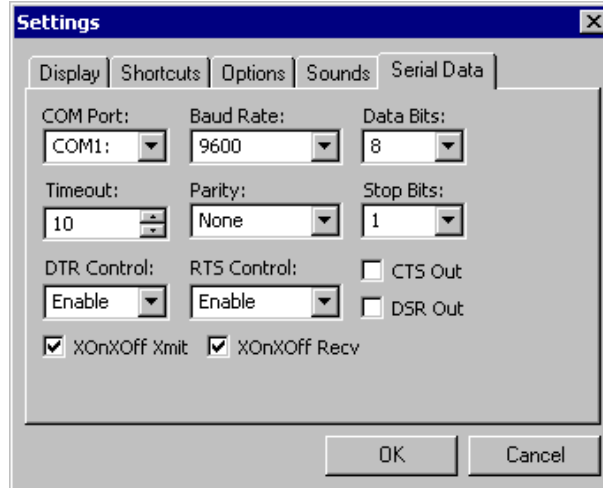 Settings
Display Shortcuts Options Sounds Serial Data
COM Port: Baud Rate: Data Bits:
COM1: 9600 8
Timeout: Parity: Stop Bits:
10 None 1
DTR Control: RTS Control: CTS Out
Enable Enable DSR Out
XOnXOff Xmit XOnXOff Recv
OK Cancel